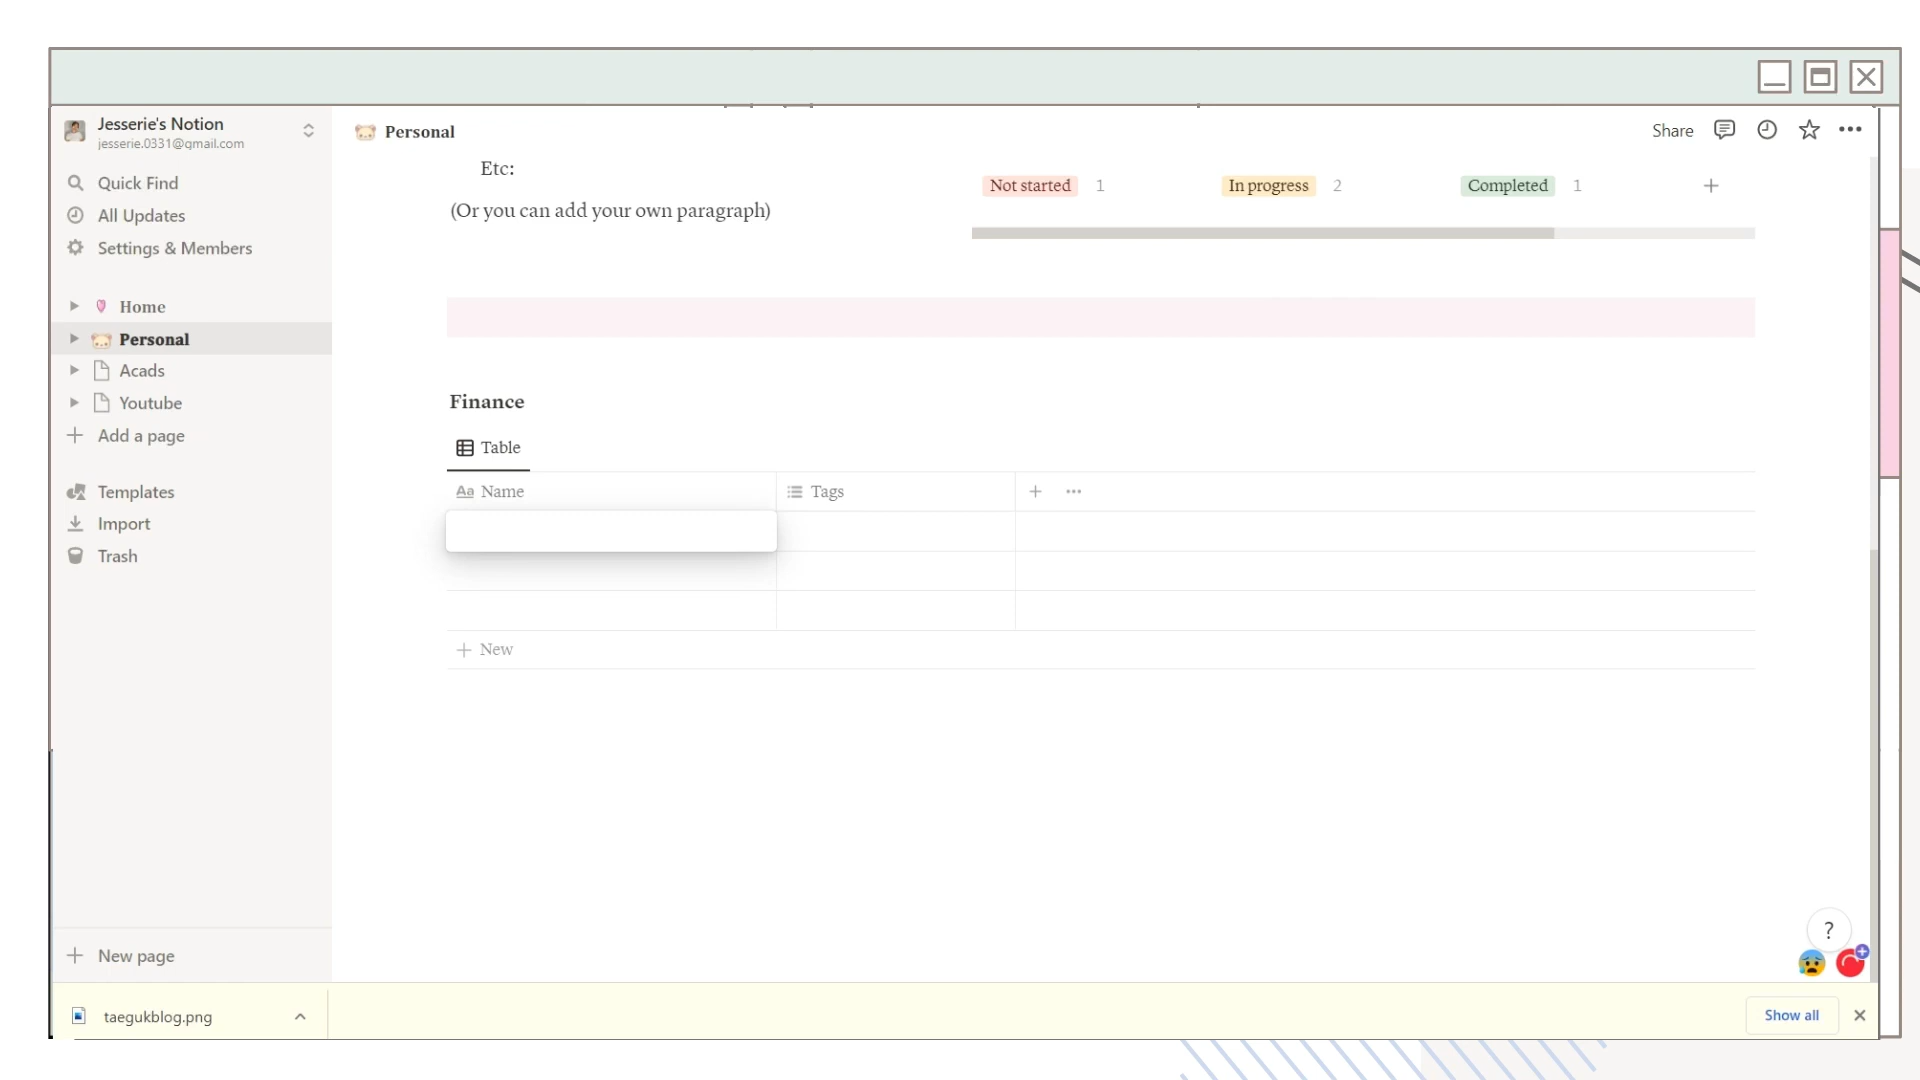 Jesserie's Notion
jesserie.0331@gmail.com
Quick Find
All Updates
Settings & Members
Home
Personal
Acads
Youtube
Add a page
Templates
Import
Trash
New page
Personal
Share
Etc:
(Or you can add your own paragraph)
Not started 1
In progress 2
Completed 1
Finance
Table
Aa Name
Tags
New
?
taegukblog.png
Show all